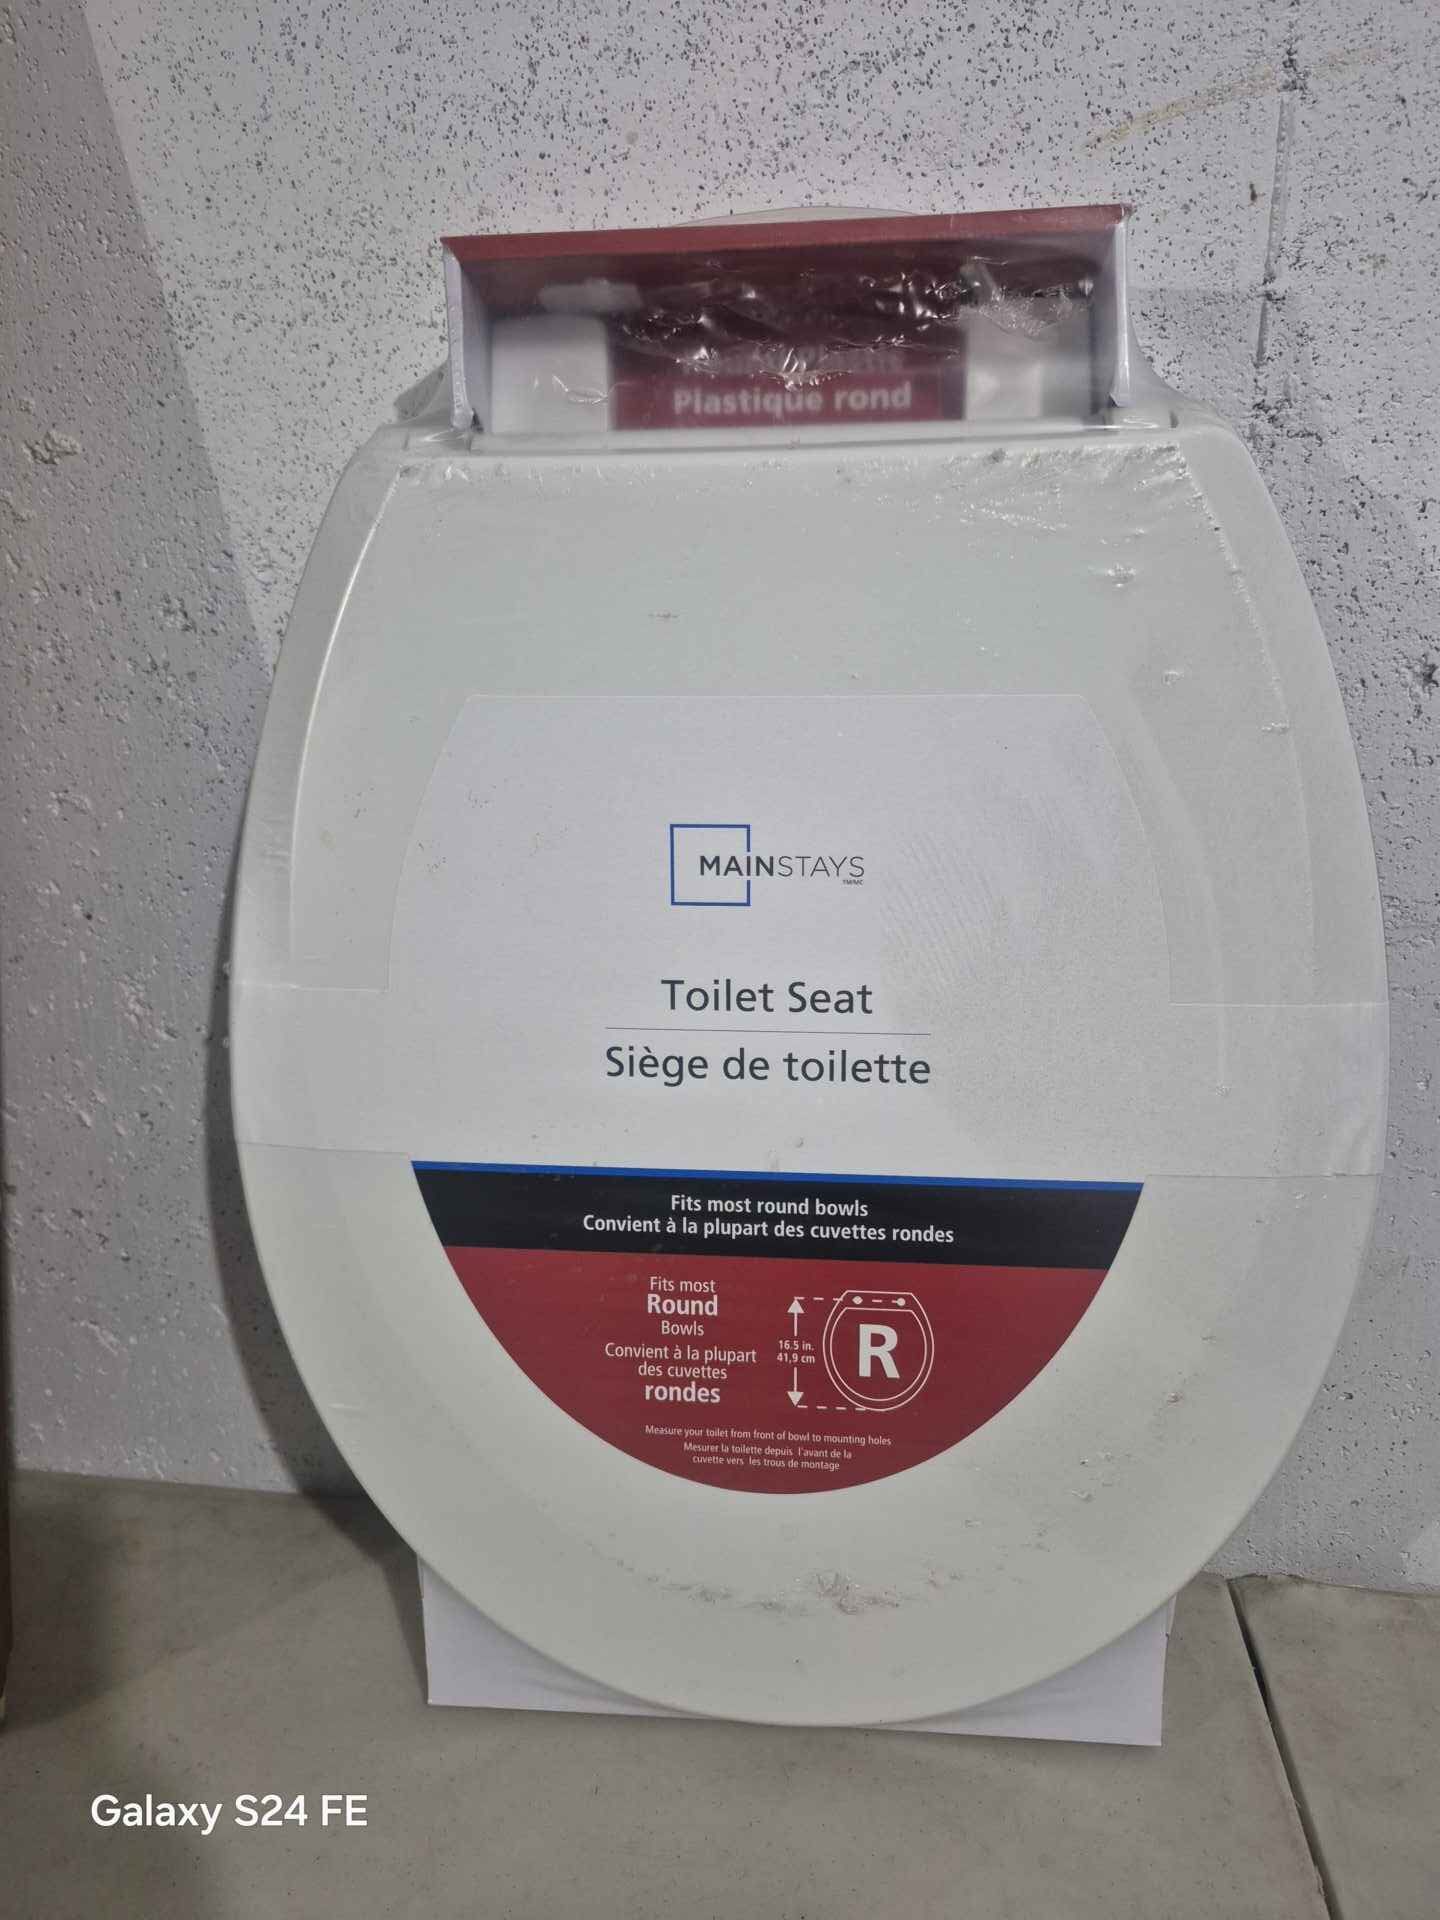 Plastique rond
MAINSTAYS
TM/MC
Toilet Seat
Siège de toilette
Fits most round bowls
Convient à la plupart des cuvettes rondes
Fits most
Round
Bowls
Convient à la plupart
des cuvettes
rondes
16.5 in.
41,9 cm
R
Measure your toilet from front of bowl to mounting holes
Mesurer la toilette depuis l'avant de la
cuvette vers les trous de montage
Galaxy S24 FE